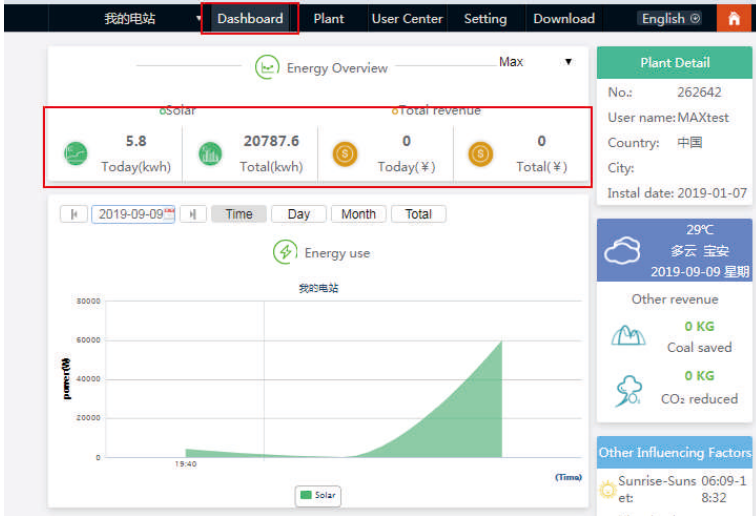 我的电站 Dashboard Plant User Center Setting Download English
Energy Overview Max
Solar Total revenue
5.8 20787.6 0 0
Today(kwh) Total(kwh) Today(¥) Total(¥)
2019-09-09 Time Day Month Total
Energy use
我的电站
power(W)
80000
60000
40000
20000
0
19:40
(Time)
Solar
Plant Detail
No.: 262642
User name: MAXtest
Country: 中国
City:
Instal date: 2019-01-07
29℃
多云 宝安
2019-09-09 星期
Other revenue
0 KG
Coal saved
0 KG
CO₂ reduced
Other Influencing Factors
Sunrise-Suns 06:09-1
et: 8:32